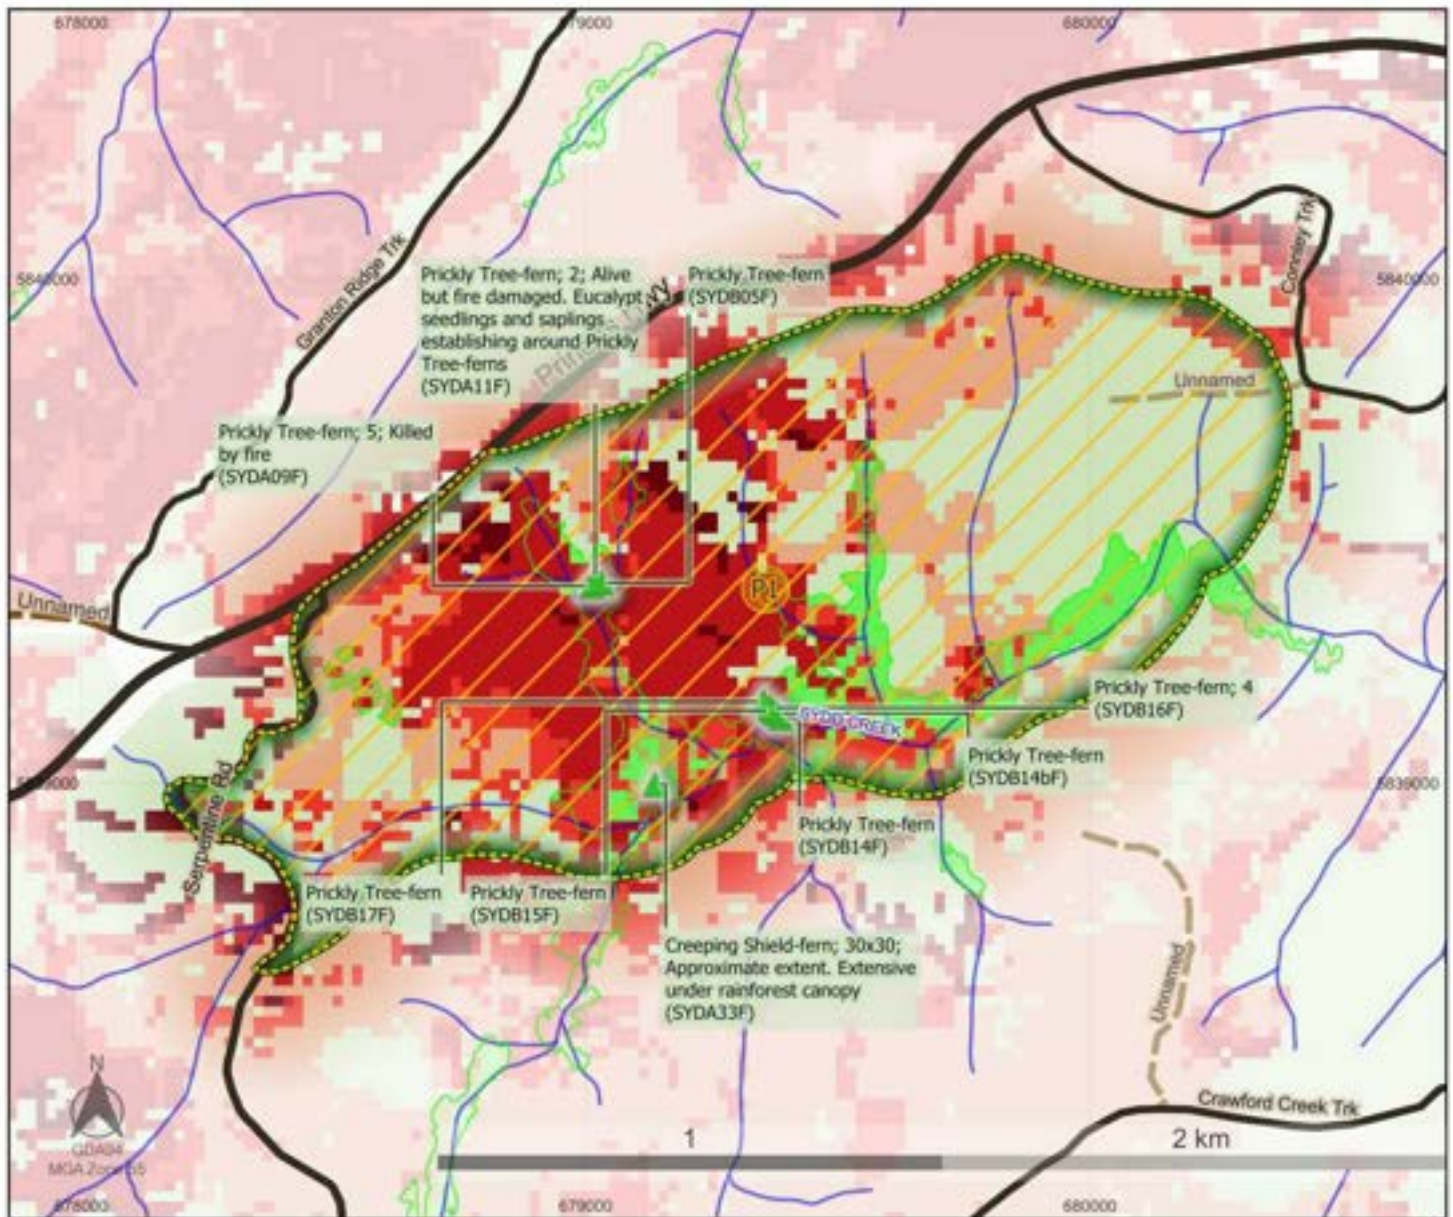 678000
679000
680000
5840000
5840000
Granton Ridge Trk
Connley Trk
Prickly Tree-fern; 2; Alive
but fire damaged. Eucalypt
seedlings and saplings
establishing around Prickly
Tree-ferns
(SYDA11F)
Prickly Tree-fern
(SYDB05F)
Unnamed
Prickly Tree-fern; 5; Killed
by fire
(SYDA09F)
P1
Unnamed
Prickly Tree-fern; 4
(SYDB16F)
SYDD CREEK
Prickly Tree-fern
(SYDB14bF)
5839000
Serpentine Rd
Prickly Tree-fern
(SYDB14F)
Prickly Tree-fern
(SYDB17F)
Prickly Tree-fern
(SYDB15F)
Creeping Shield-fern; 30x30;
Approximate extent. Extensive
under rainforest canopy
(SYDA33F)
Unnamed
Crawford Creek Trk
N
GDA94
MGA Zone 55
1
2 km
678000
679000
680000